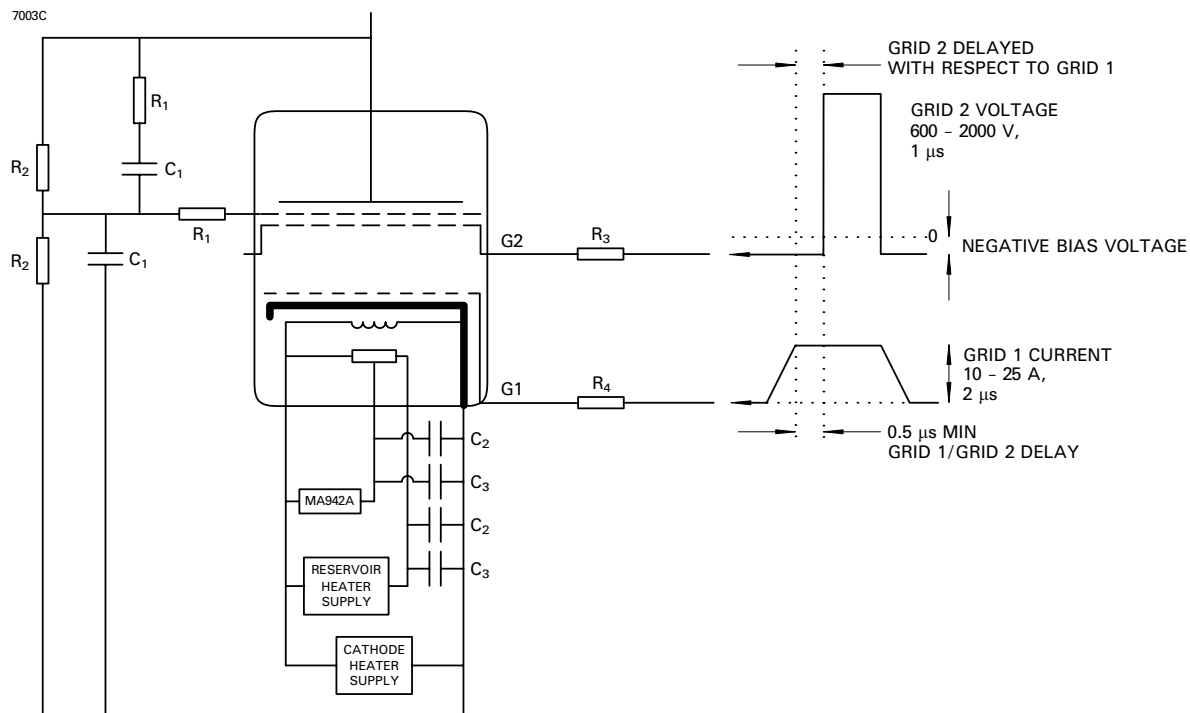 7003C
GRID 2 DELAYED
WITH RESPECT TO GRID 1
R1
GRID 2 VOLTAGE
600 – 2000 V,
1 μs
R2
C1
R1
G2
R3
0
NEGATIVE BIAS VOLTAGE
R2
C1
GRID 1 CURRENT
10 – 25 A,
2 μs
G1
R4
0.5 μs MIN
GRID 1/GRID 2 DELAY
C2
C3
MA942A
C2
C3
RESERVOIR
HEATER
SUPPLY
CATHODE
HEATER
SUPPLY